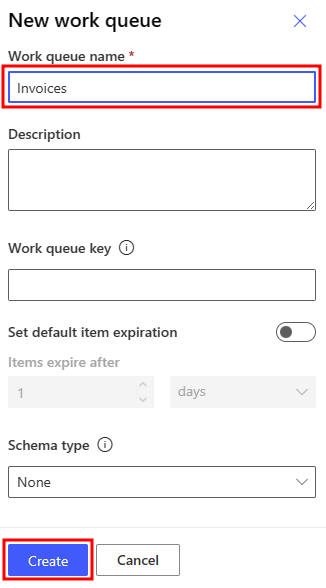 New work queue
Work queue name *
Invoices
Description
Work queue key
Set default item expiration
Items expire after
1 days
Schema type
None
Create Cancel